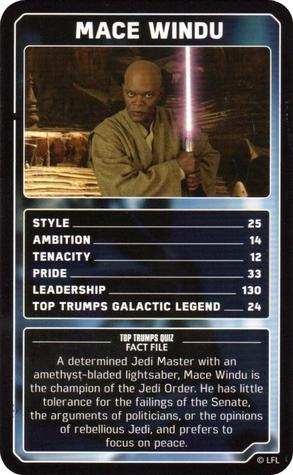 MACE WINDU
STYLE 25
AMBITION 14
TENACITY 12
PRIDE 33
LEADERSHIP 130
TOP TRUMPS GALACTIC LEGEND 24
TOP TRUMPS QUIZ
FACT FILE
A determined Jedi Master with an
amethyst-bladed lightsaber, Mace Windu is
the champion of the Jedi Order. He has little
tolerance for the failings of the Senate,
the arguments of politicians, or the opinions
of rebellious Jedi, and prefers to
focus on peace.
© LFL